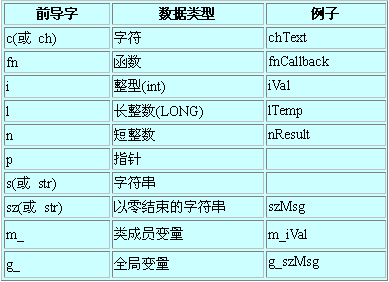 前导字 数据类型 例子
c(或 ch) 字符 chText
fn 函数 fnCallback
i 整型(int) iVal
l 长整数(LONG) lTemp
n 短整数 nResult
p 指针
s(或 str) 字符串
sz(或 str) 以零结束的字符串 szMsg
m_ 类成员变量 m_iVal
g_ 全局变量 g_szMsg